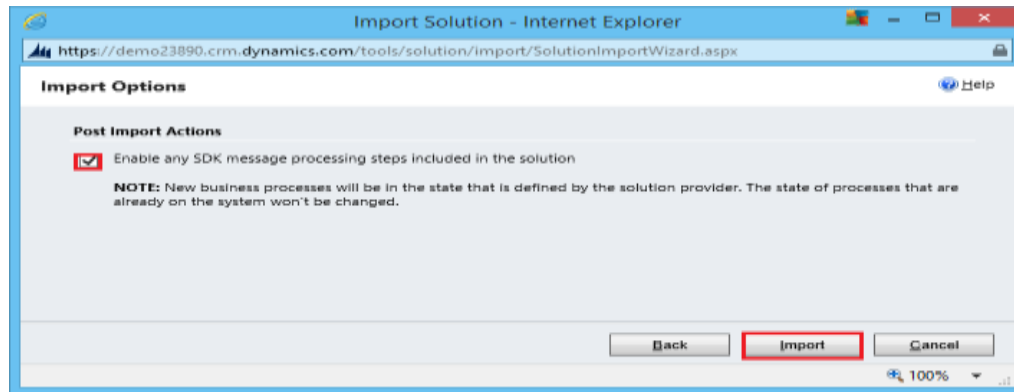 Import Solution - Internet Explorer
https://demo23890.crm.dynamics.com/tools/solution/import/SolutionImportWizard.aspx
Import Options
Help
Post Import Actions
Enable any SDK message processing steps included in the solution
NOTE: New business processes will be in the state that is defined by the solution provider. The state of processes that are
already on the system won't be changed.
Back
Import
Cancel
100%